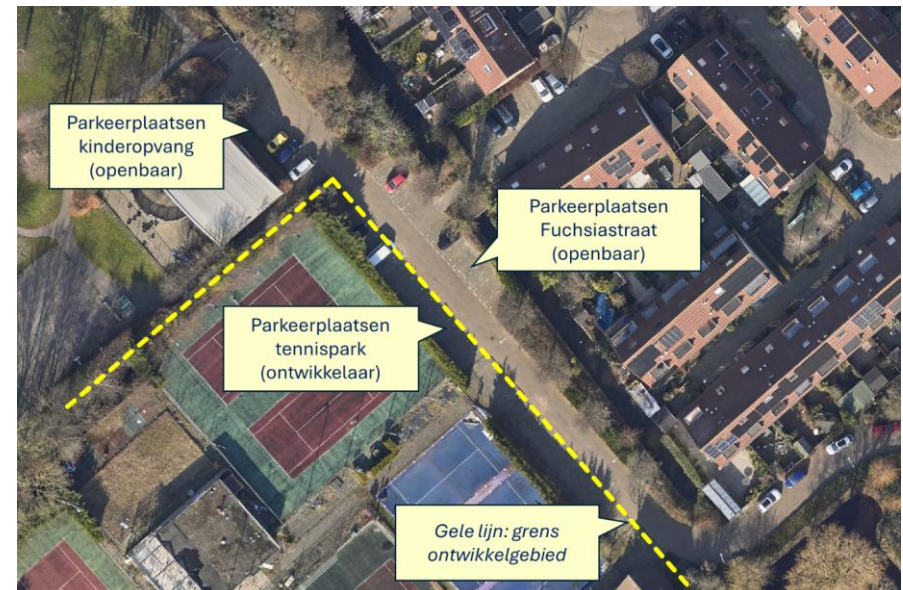 Parkeerplaatsen
kinderopvang
(openbaar)
Parkeerplaatsen
Fuchsiastraat
(openbaar)
Parkeerplaatsen
tennispark
(ontwikkelaar)
Gele lijn: grens
ontwikkelgebied